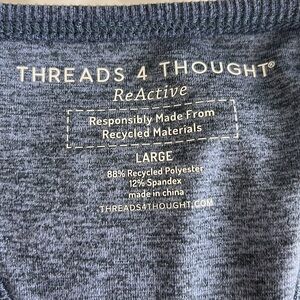 THREADS 4 THOUGHT®
ReActive
Responsibly Made From
Recycled Materials
LARGE
88% Recycled Polyester
12% Spandex
made in china
THREADS4THOUGHT.COM